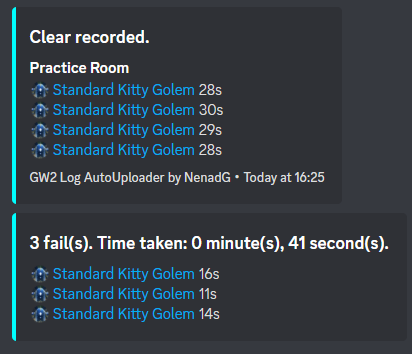 Clear recorded.
Practice Room
Standard Kitty Golem 28s
Standard Kitty Golem 30s
Standard Kitty Golem 29s
Standard Kitty Golem 28s
GW2 Log AutoUploader by NenadG • Today at 16:25
3 fail(s). Time taken: 0 minute(s), 41 second(s).
Standard Kitty Golem 16s
Standard Kitty Golem 11s
Standard Kitty Golem 14s